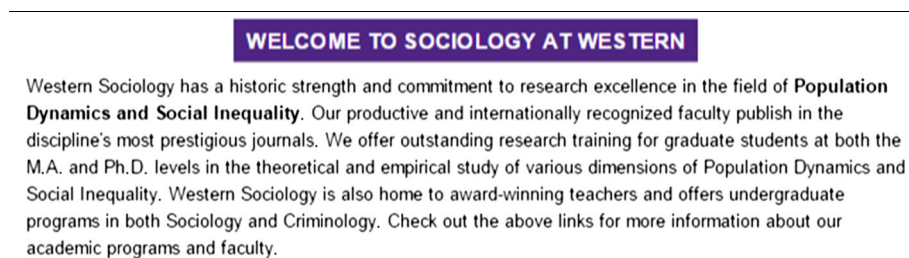 WELCOME TO SOCIOLOGY AT WESTERN
Western Sociology has a historic strength and commitment to research excellence in the field of Population
Dynamics and Social Inequality. Our productive and internationally recognized faculty publish in the
discipline's most prestigious journals. We offer outstanding research training for graduate students at both the
M.A. and Ph.D. levels in the theoretical and empirical study of various dimensions of Population Dynamics and
Social Inequality. Western Sociology is also home to award-winning teachers and offers undergraduate
programs in both Sociology and Criminology. Check out the above links for more information about our
academic programs and faculty.